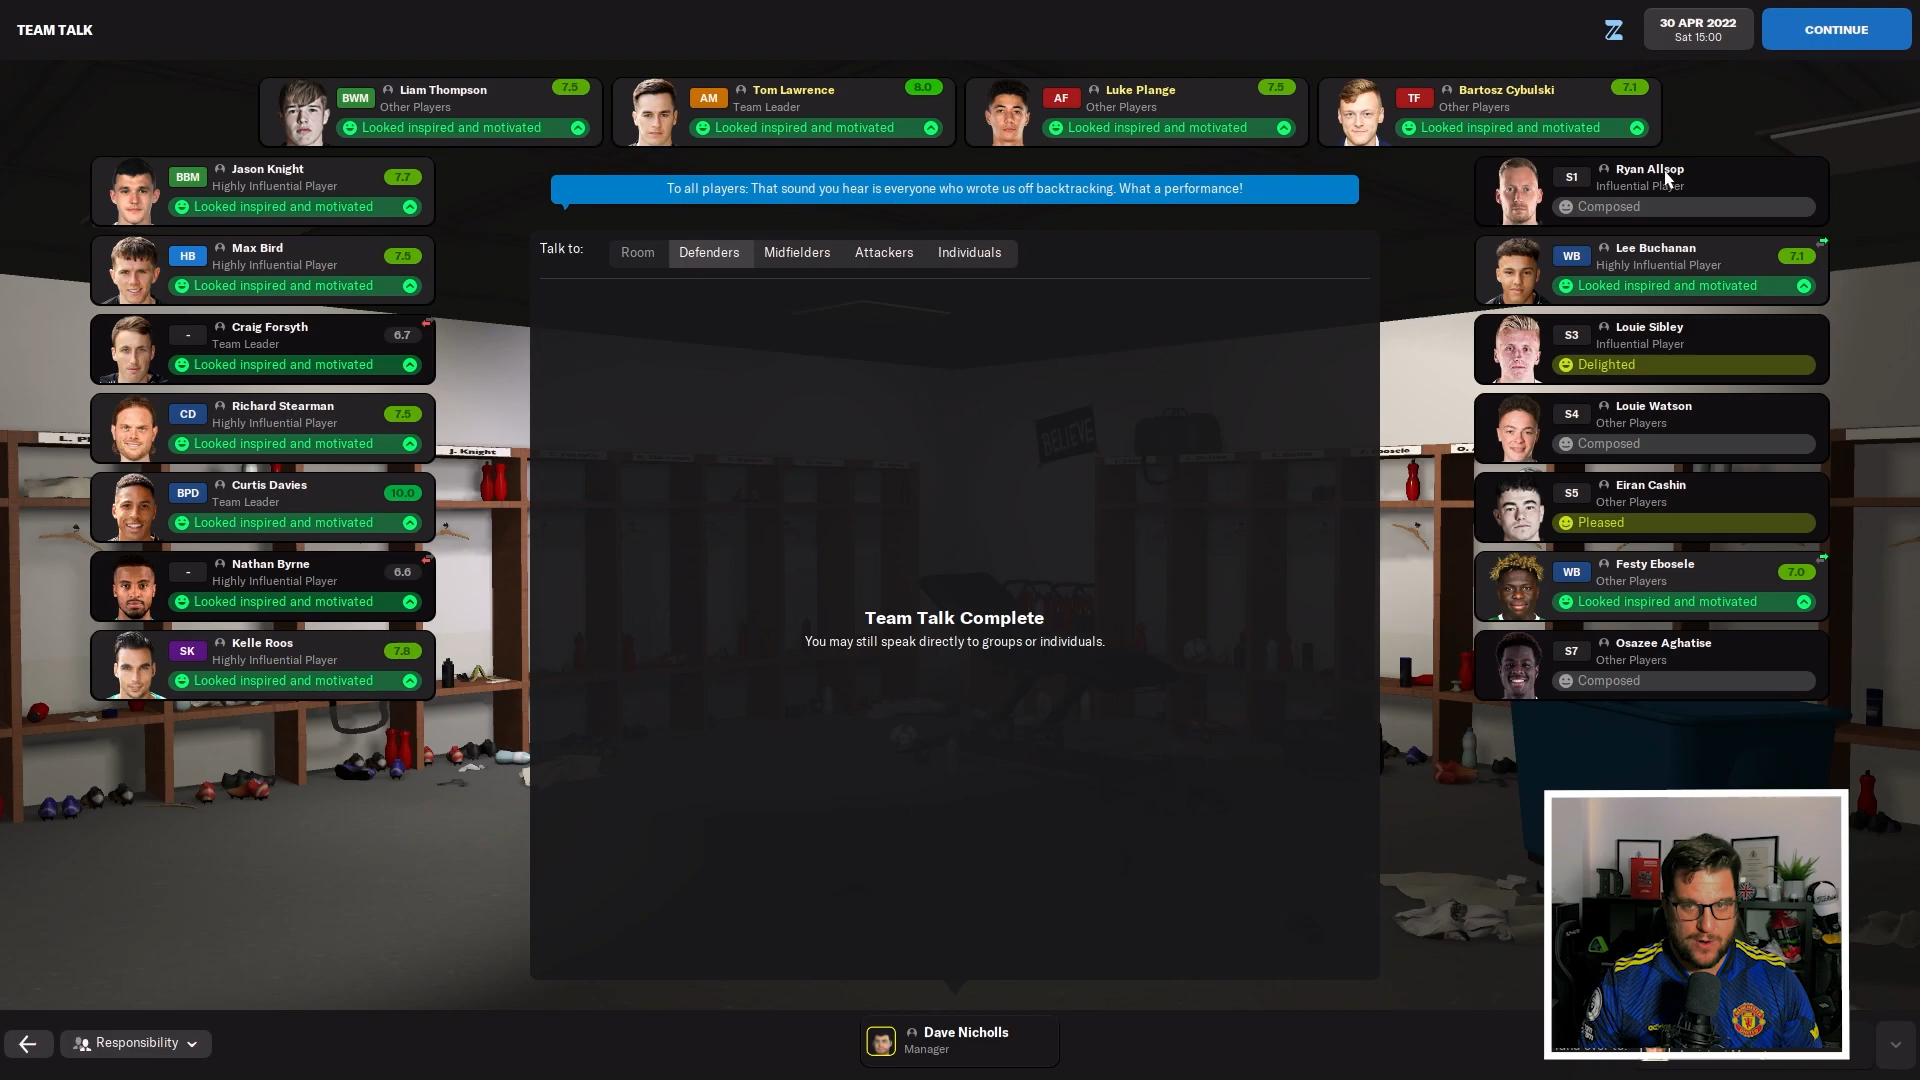 TEAM TALK
30 APR 2022
Sat 15:00
CONTINUE
BWM
Liam Thompson
7.5
Other Players
Looked inspired and motivated
AM
Tom Lawrence
8.0
Team Leader
Looked inspired and motivated
AF
Luke Plange
7.5
Other Players
Looked inspired and motivated
TF
Bartosz Cybulski
7.1
Other Players
Looked inspired and motivated
BBM
Jason Knight
7.7
Highly Influential Player
Looked inspired and motivated
HB
Max Bird
7.5
Highly Influential Player
Looked inspired and motivated
-
Craig Forsyth
6.7
Team Leader
Looked inspired and motivated
CD
Richard Stearman
7.5
Highly Influential Player
Looked inspired and motivated
BPD
Curtis Davies
10.0
Team Leader
Looked inspired and motivated
-
Nathan Byrne
6.6
Highly Influential Player
Looked inspired and motivated
SK
Kelle Roos
7.8
Highly Influential Player
Looked inspired and motivated
To all players: That sound you hear is everyone who wrote us off backtracking. What a performance!
Talk to:
Room
Defenders
Midfielders
Attackers
Individuals
BELIEVE
J. Knight
Team Talk Complete
You may still speak directly to groups or individuals.
S1
Ryan Allsop
Influential Player
Composed
WB
Lee Buchanan
7.1
Highly Influential Player
Looked inspired and motivated
S3
Louie Sibley
Influential Player
Delighted
S4
Louie Watson
Other Players
Composed
S5
Eiran Cashin
Other Players
Pleased
WB
Festy Ebosele
7.0
Other Players
Looked inspired and motivated
S7
Osazee Aghatise
Other Players
Composed
Responsibility
Dave Nicholls
Manager